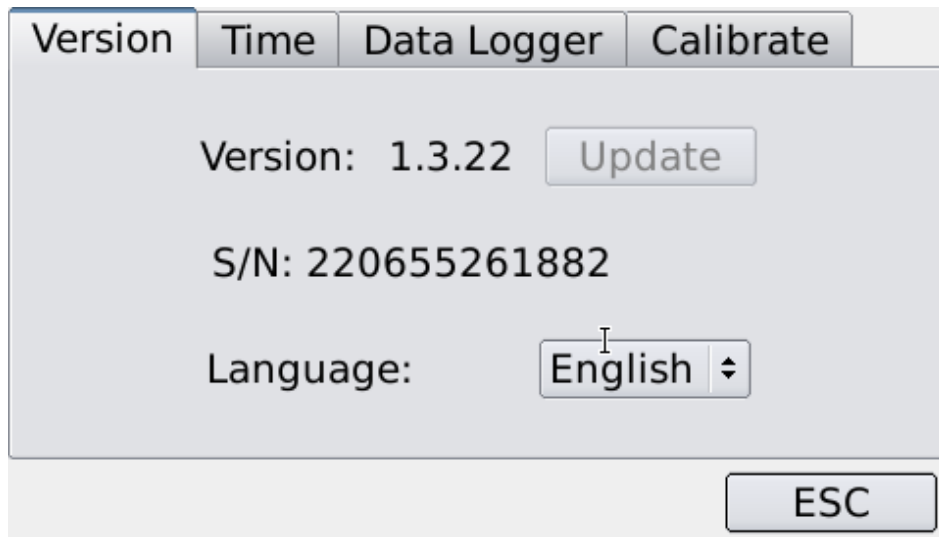 Version Time Data Logger Calibrate
Version: 1.3.22 Update
S/N: 220655261882
Language: English
ESC